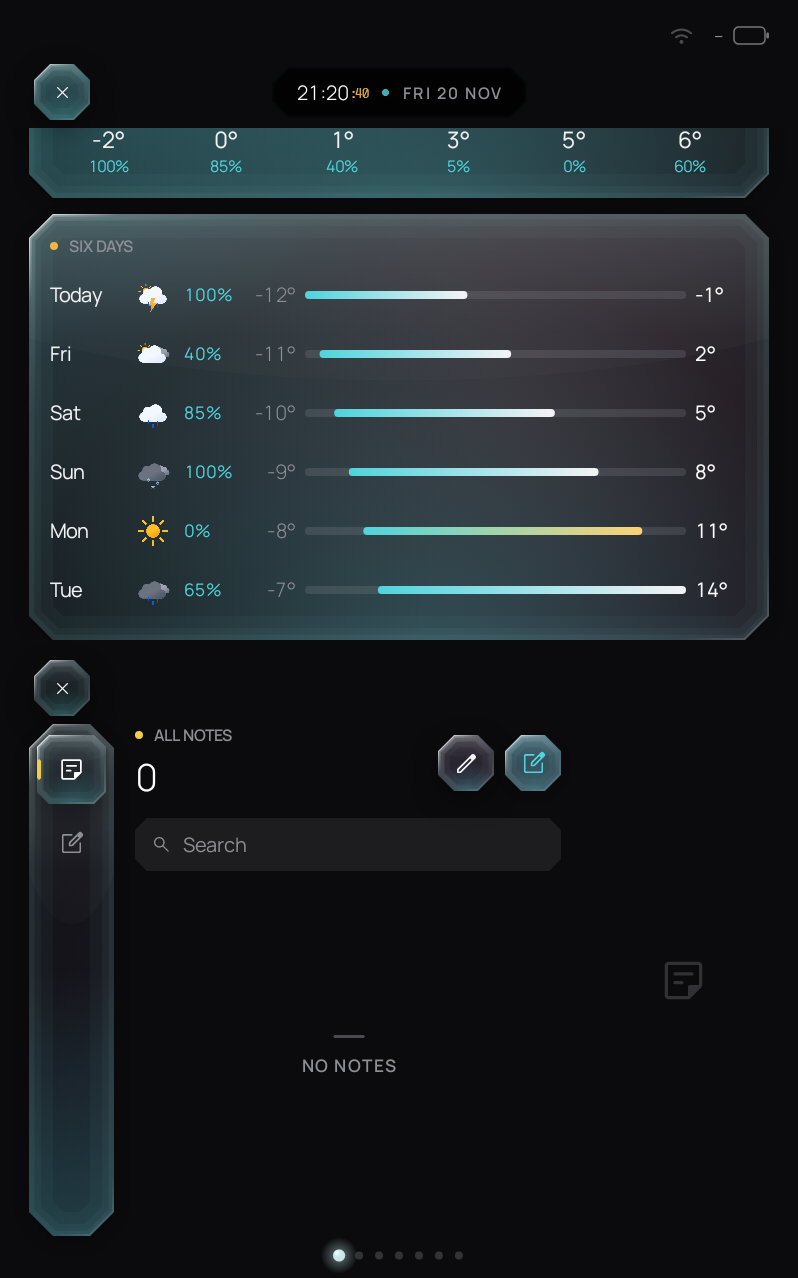 –
21:20:40 FRI 20 NOV
-2° 0° 1° 3° 5° 6°
100% 85% 40% 5% 0% 60%
SIX DAYS
Today 100% -12° -1°
Fri 40% -11° 2°
Sat 85% -10° 5°
Sun 100% -9° 8°
Mon 0% -8° 11°
Tue 65% -7° 14°
ALL NOTES
0
Search
NO NOTES